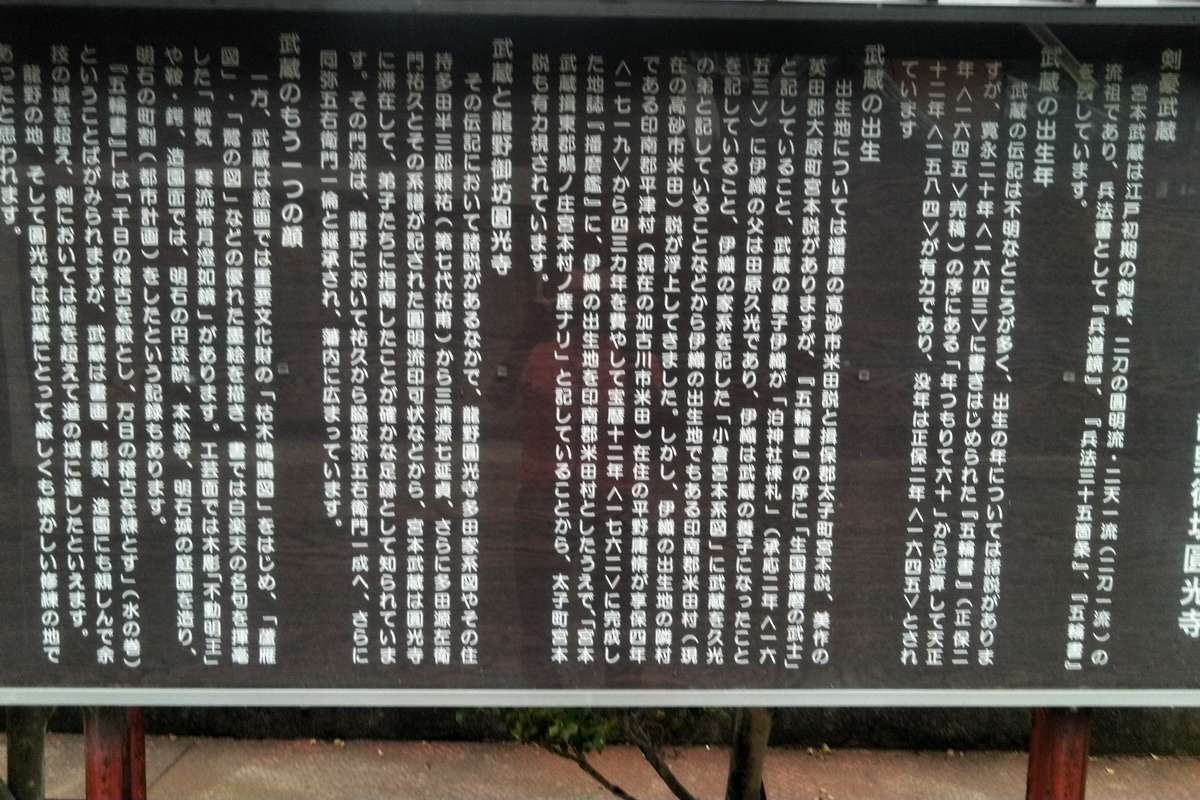 圓光寺
剣豪武蔵
宮本武蔵は江戸初期の剣豪、二刀の圓明流・二天一流(二刀一流)の
流祖であり、兵法書として『兵道鏡』、『兵法三十五箇条』、『五輪書』
しています。
武蔵の出生年
武蔵の伝記は不明なところが多く、出生の年については諸説がありま
すが、寛永二十年〈一六四三〉に書きはじめられた『五輪書』(正保二
年〈一六四五〉完稿)の序にある「年つもりて六十」から逆算して天正
十二年〈一五八四〉が有力であり、没年は正保二年〈一六四五〉とされ
ています
武蔵の出生
出生地については播磨の高砂市米田説と揖保郡太子町宮本説、美作の
英田郡大原町宮本説がありますが、『五輪書』の序に「生国播磨の武士」
と記していること、武蔵の養子伊織が「泊神社棟札」(承応二年〈一六
五三〉)に伊織の父は田原久光であり、伊織は武蔵の養子になったこと
を記していること、伊織の家系を記した「小倉宮本系図」に武蔵を久光
の弟と記していることなどから伊織の出生地でもある印南郡米田村(現
在の高砂市米田)説が浮上してきました。しかし、伊織の出生地の隣村
である印南郡平津村(現在の加古川市米田)在住の平野庸脩が享保四年
〈一七一九〉から四三カ年を費やして宝暦十二年〈一七六二〉に完成し
た地誌『播磨鑑』に、伊織の出生地を印南郡米田村としたうえで、「宮本
武蔵揖東郡鵤ノ庄宮本村ノ産ナリ」と記していることから、太子町宮本
説も有力視されています。
武蔵と龍野御坊圓光寺
その伝記において諸説があるなかで、龍野圓光寺多田家系図やその住
持多田半三郎頼祐(第七代祐甫)から三浦源七延貞、さらに多田源左衛
門祐久とその系譜が記された圓明流印可状などから、宮本武蔵は圓光寺
に滞在して、弟子たちに指南したことが確かな足跡として知られていま
す。その門流は、龍野において祐久から脇坂弥五右衛門一成へ、さらに
同弥五右衛門一倫と継承され、藩内に広まっています。
武蔵のもう一つの顔
一方、武蔵は絵画では重要文化財の「枯木鳴鵙図」をはじめ、「蘆雁
図」・「鵞の図」などの優れた墨絵を描き、書では白楽天の名句を揮毫
した「戦気 寒流帯月澄如鏡」があります。工芸面では木彫「不動明王」
や鞍・鍔、造園面では、明石の円珠院、本松寺、明石城の庭園を造り、
明石の町割(都市計画)をしたという記録もあります。
『五輪書』には「千日の稽古を鍛とし、万日の稽古を練とす」(水の巻)
ということばがみられますが、武蔵は書画、彫刻、造園にも親しんで余
技の域を超え、剣においては術を超えて道の域に達したといえます。
龍野の地、そして圓光寺は武蔵にとって厳しくも懐かしい修練の地で
あったと思われます。